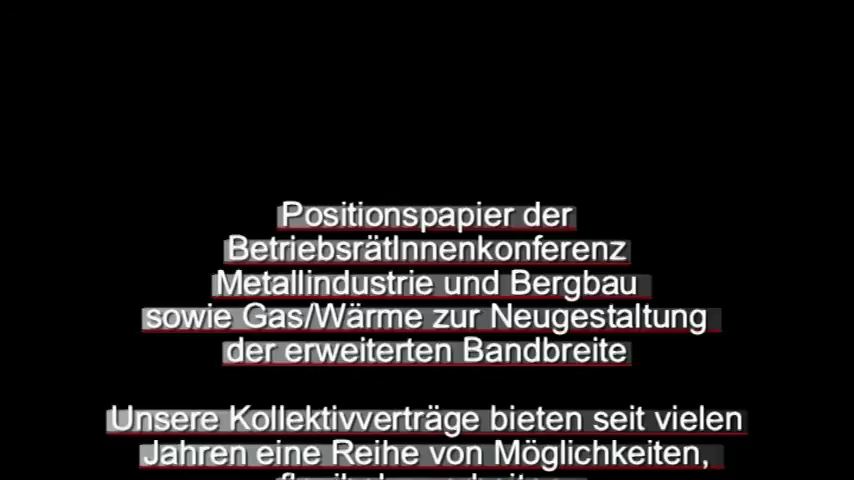 Positionspapier der
BetriebsrätInnenkonferenz
Metallindustrie und Bergbau
sowie Gas/Wärme zur Neugestaltung
der erweiterten Bandbreite
Unsere Kollektivverträge bieten seit vielen
Jahren eine Reihe von Möglichkeiten,